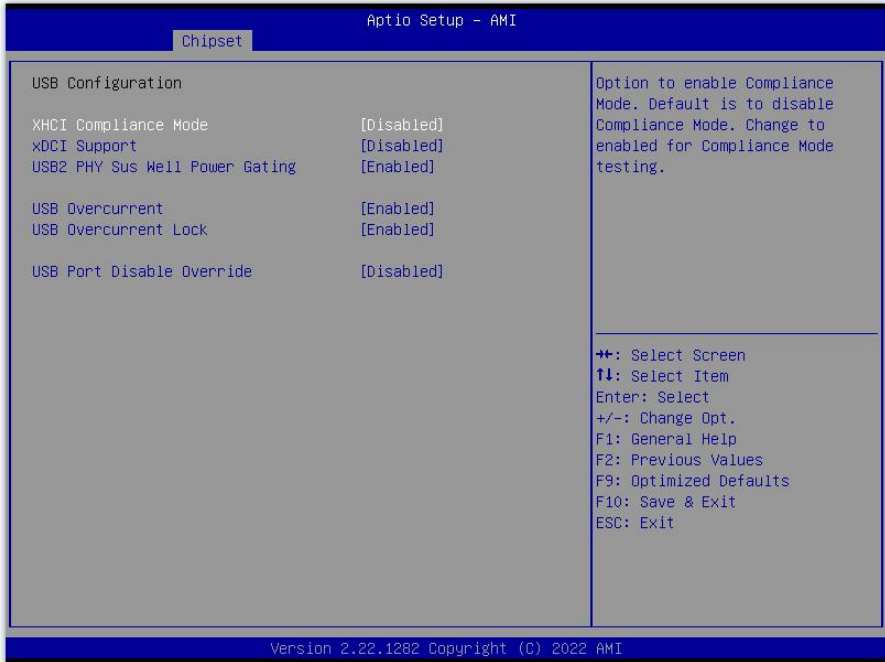 Aptio Setup – AMI
Chipset
USB Configuration
XHCI Compliance Mode [Disabled]
xDCI Support [Disabled]
USB2 PHY Sus Well Power Gating [Enabled]
USB Overcurrent [Enabled]
USB Overcurrent Lock [Enabled]
USB Port Disable Override [Disabled]
Option to enable Compliance
Mode. Default is to disable
Compliance Mode. Change to
enabled for Compliance Mode
testing.
→←: Select Screen
↑↓: Select Item
Enter: Select
+/-: Change Opt.
F1: General Help
F2: Previous Values
F9: Optimized Defaults
F10: Save & Exit
ESC: Exit
Version 2.22.1282 Copyright (C) 2022 AMI